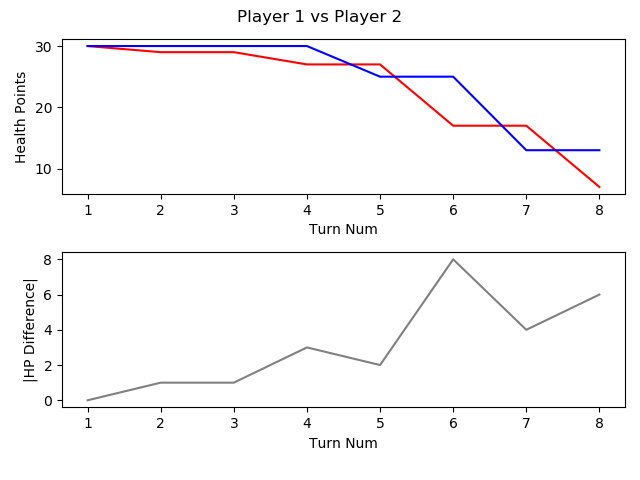 Player 1 vs Player 2
30
20
10
Health Points
1 2 3 4 5 6 7 8
Turn Num
8
6
4
2
0
|HP Difference|
1 2 3 4 5 6 7 8
Turn Num